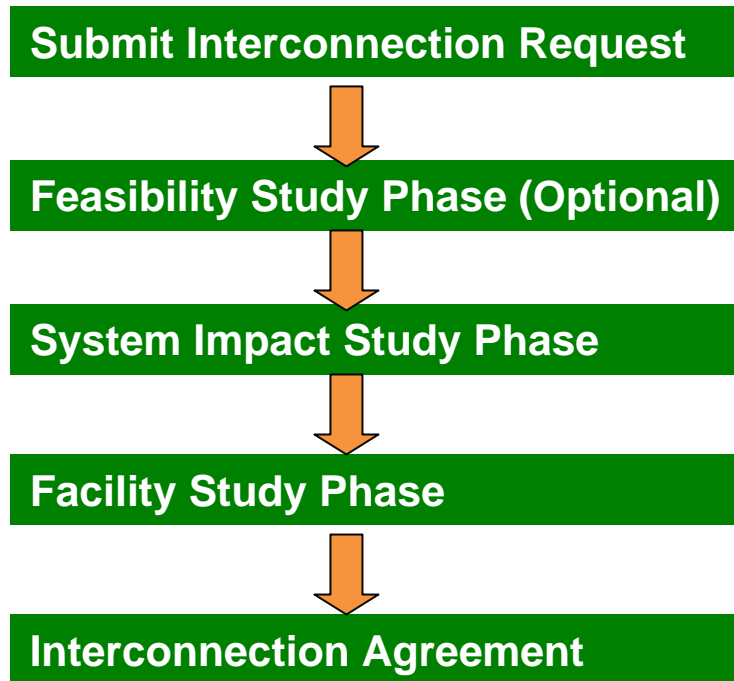 Submit Interconnection Request
Feasibility Study Phase (Optional)
System Impact Study Phase
Facility Study Phase
Interconnection Agreement